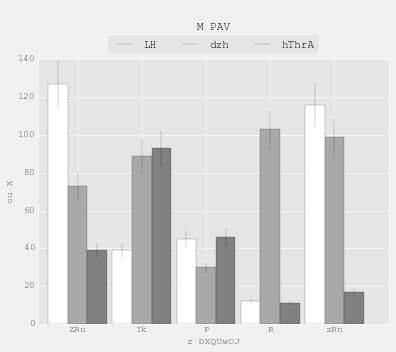 M PAV
LH dzh hThrA
140
120
100
80
60
40
20
0
ou X
ZRu Ik P R zBn
z DXQUwOJ